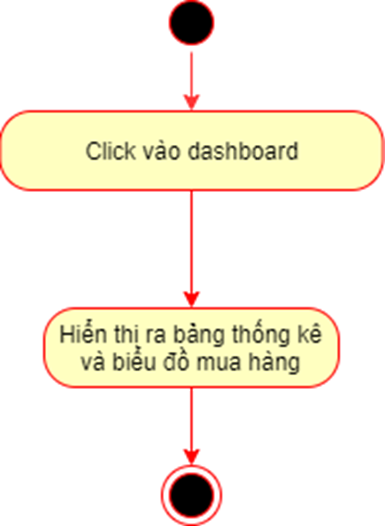 Click vào dashboard
Hiển thị ra bảng thống kê
và biểu đồ mua hàng